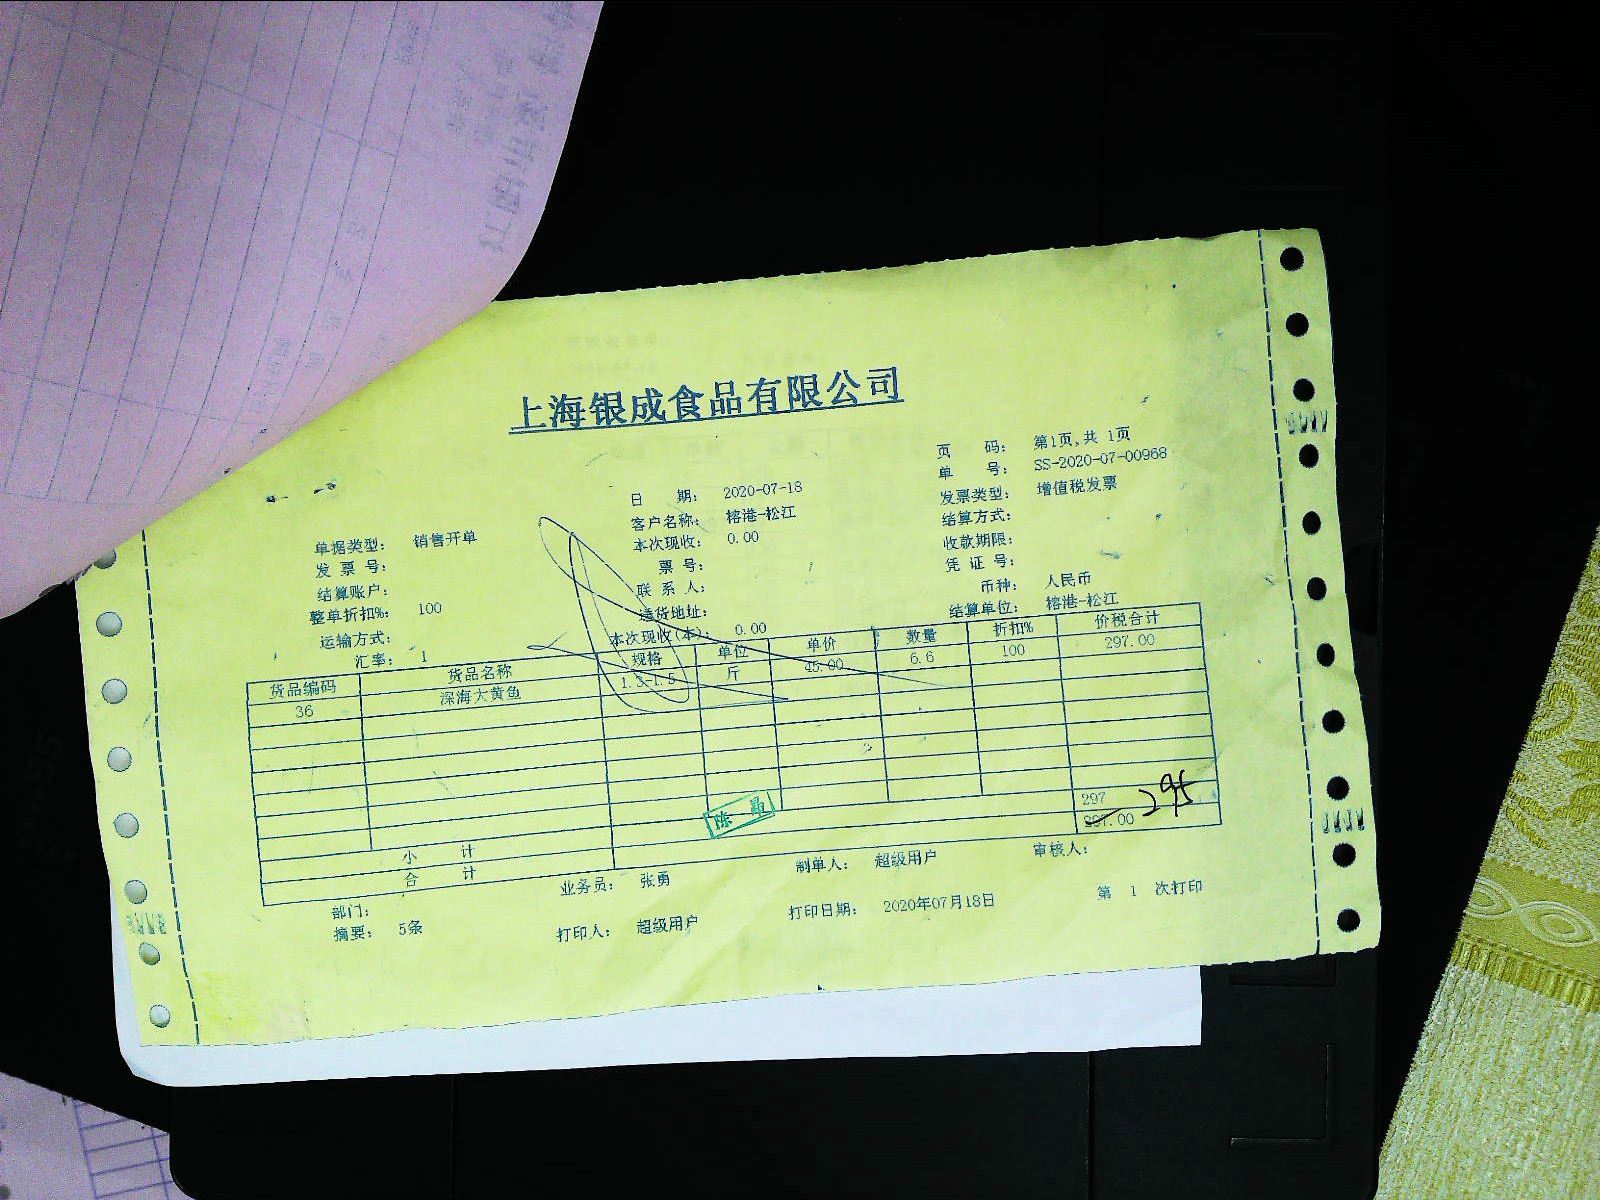 上海银成食品有限公司
页 码: 第1页,共 1页
单 号: SS-2020-07-00968
日 期: 2020-07-18
发票类型: 增值税发票
单据类型: 销售开单
客户名称: 榕港-松江
结算方式:
发 票 号:
本次现收: 0.00
收款期限:
结算账户:
票 号:
凭 证 号:
整单折扣%: 100
联 系 人:
币种: 人民币
运输方式:
送货地址:
结算单位: 榕港-松江
汇率: 1
本次现收(本): 0.00
货品编码 货品名称 规格 单位 单价 数量 折扣% 价税合计
36 深海大黄鱼 1.3-1.5 斤 45.00 6.6 100 297.00
小 计 297
合 计 297.00 295
陈
部门: 业务员: 张勇 制单人: 超级用户 审核人:
摘要: 5条 打印人: 超级用户 打印日期: 2020年07月18日 第 1 次打印